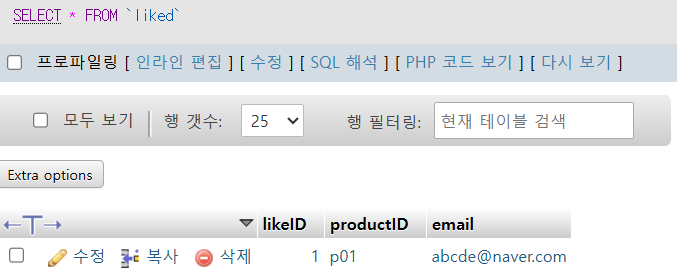 SELECT * FROM `liked`
프로파일링 [ 인라인 편집 ] [ 수정 ] [ SQL 해석 ] [ PHP 코드 보기 ] [ 다시 보기 ]
모두 보기 행 갯수: 25 행 필터링: 현재 테이블 검색
Extra options
←T→ likeID productID email
수정 복사 삭제 1 p01 abcde@naver.com